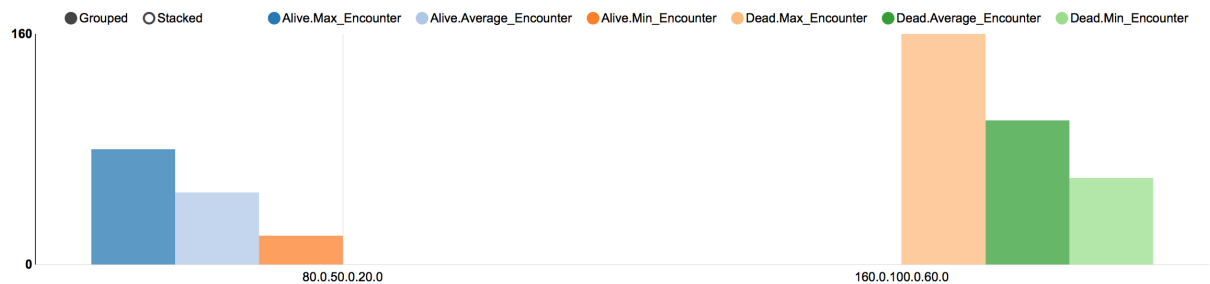 Grouped Stacked Alive.Max_Encounter Alive.Average_Encounter Alive.Min_Encounter Dead.Max_Encounter Dead.Average_Encounter Dead.Min_Encounter
160
0
80.0.50.0.20.0 160.0.100.0.60.0